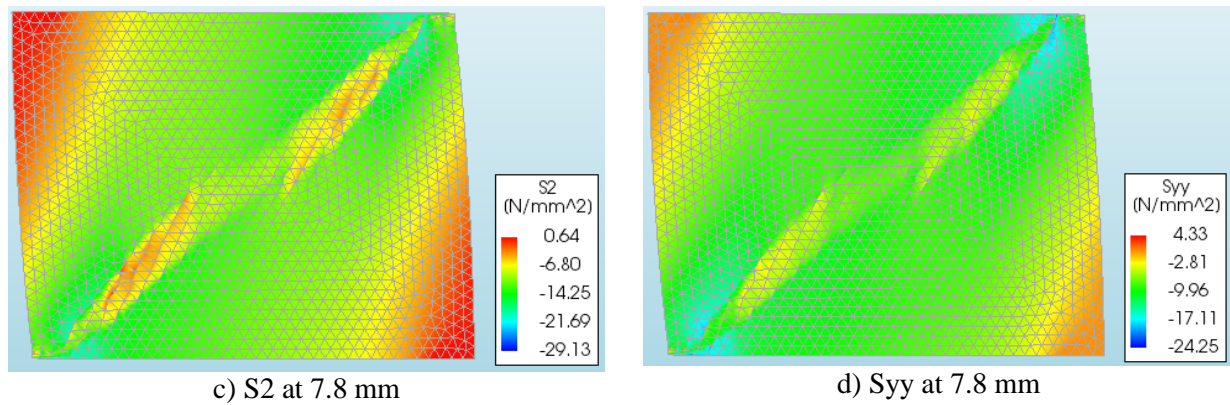 S2
(N/mm^2)
0.64
-6.80
-14.25
-21.69
-29.13
Syy
(N/mm^2)
4.33
-2.81
-9.96
-17.11
-24.25
c) S2 at 7.8 mm
d) Syy at 7.8 mm